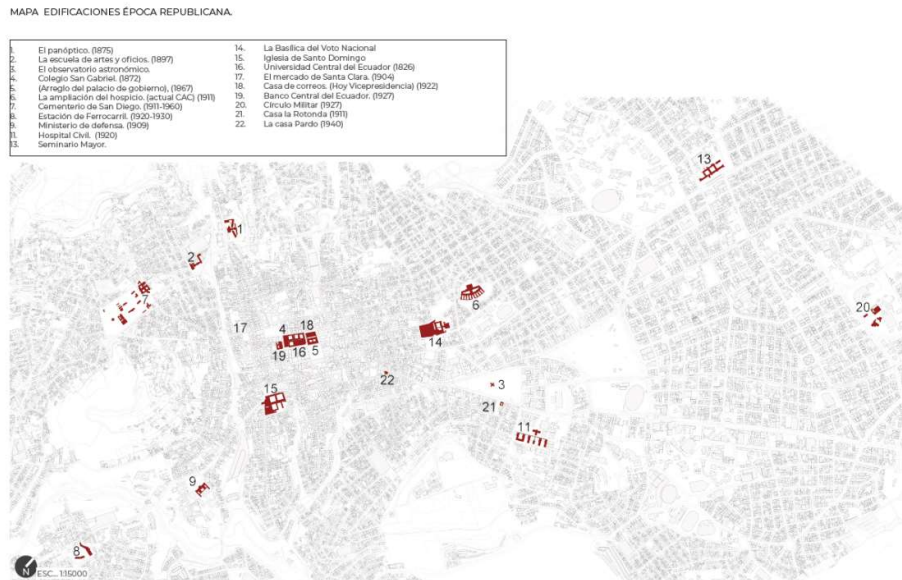 MAPA EDIFICACIONES ÉPOCA REPUBLICANA.
1. El panóptico. (1875)
2. La escuela de artes y oficios. (1897)
3. El observatorio astronómico.
4. Colegio San Gabriel. (1872)
5. (Arreglo del palacio de gobierno), (1867)
6. La ampliación del hospicio. (actual CAC) (1911)
7. Cementerio de San Diego. (1911-1960)
8. Estación de Ferrocarril. (1920-1930)
9. Ministerio de defensa. (1909)
11. Hospital Civil. (1920)
13. Seminario Mayor.
14. La Basílica del Voto Nacional
15. Iglesia de Santo Domingo
16. Universidad Central del Ecuador (1826)
17. El mercado de Santa Clara. (1904)
18. Casa de correos. (Hoy Vicepresidencia) (1922)
19. Banco Central del Ecuador. (1927)
20. Círculo Militar (1927)
21. Casa la Rotonda (1911)
22. La casa Pardo (1940)
13
1
2
7
6
20
17
4 18
14
19 16 5
22
3
15
21
11
9
8
N ESC... 1:15000